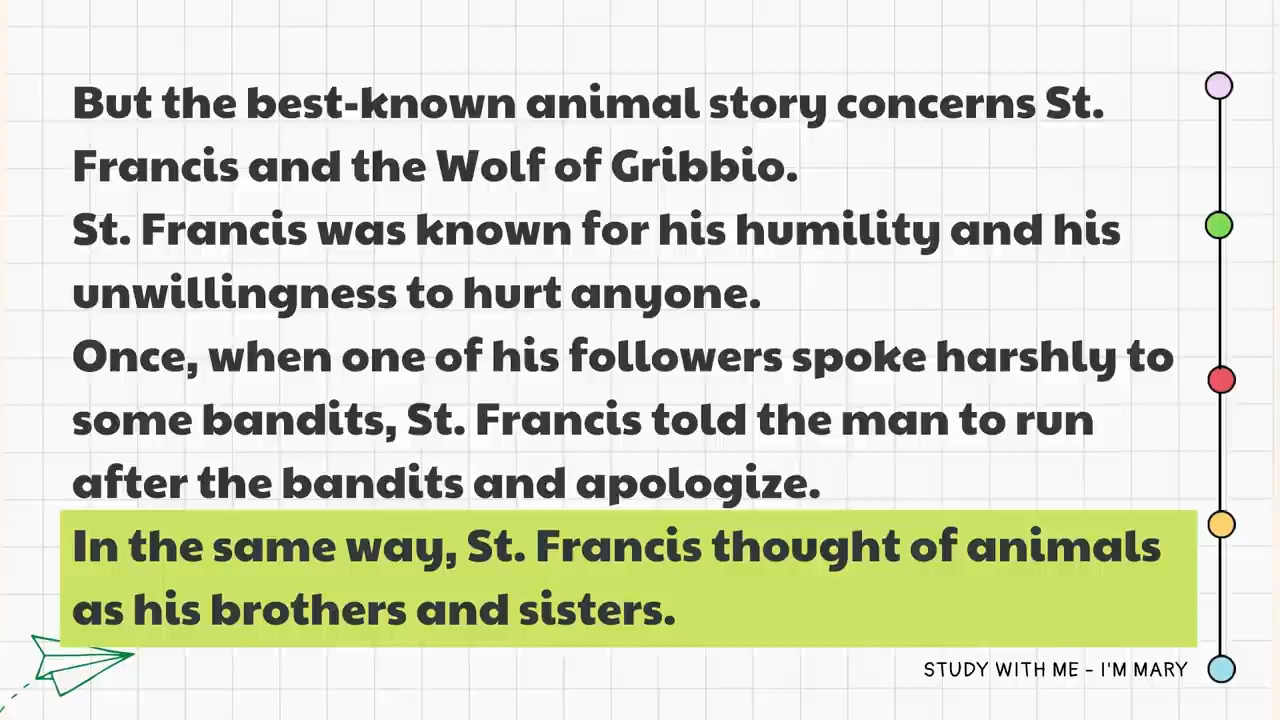 But the best-known animal story concerns St.
Francis and the Wolf of Gribbio.
St. Francis was known for his humility and his
unwillingness to hurt anyone.
Once, when one of his followers spoke harshly to
some bandits, St. Francis told the man to run
after the bandits and apologize.
In the same way, St. Francis thought of animals
as his brothers and sisters.
STUDY WITH ME - I'M MARY